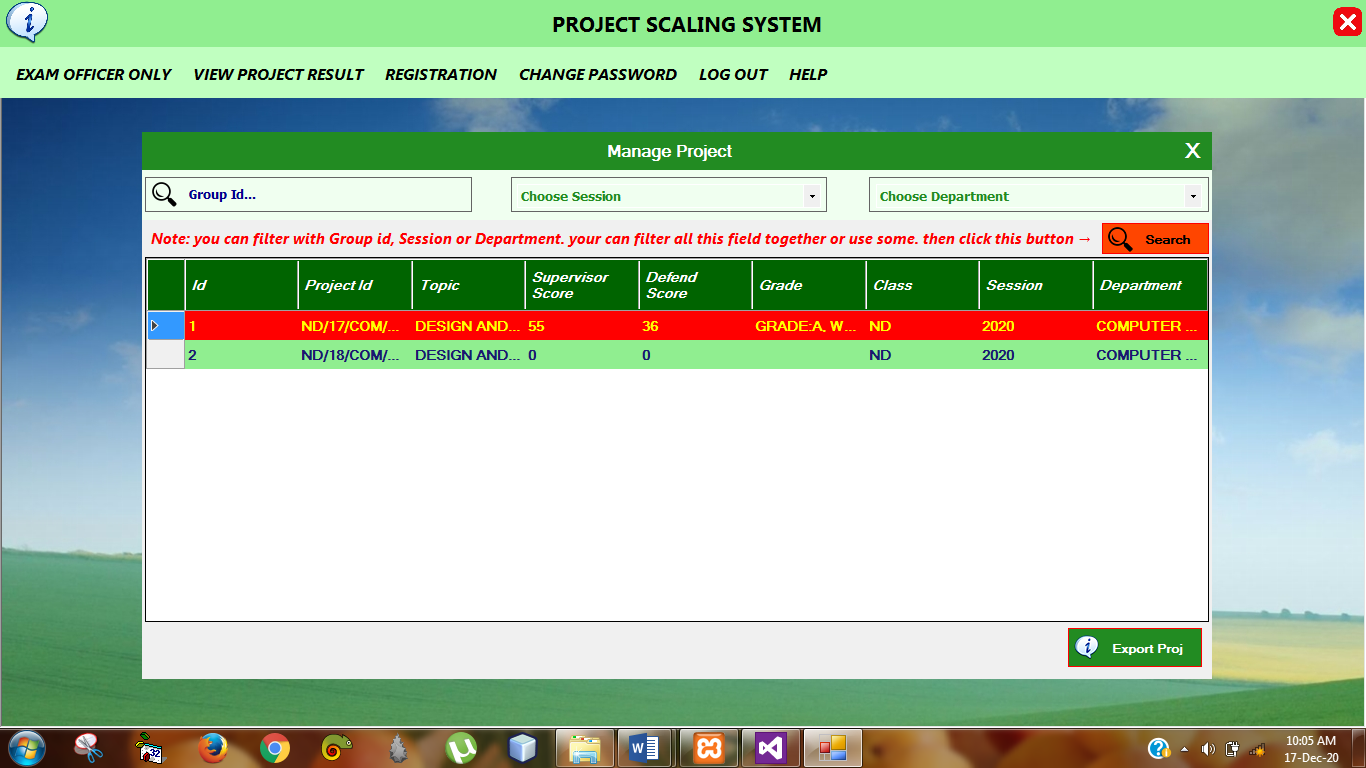 PROJECT SCALING SYSTEM
EXAM OFFICER ONLY VIEW PROJECT RESULT REGISTRATION CHANGE PASSWORD LOG OUT HELP
Manage Project X
Group Id... Choose Session Choose Department
Note: you can filter with Group id, Session or Department. your can filter all this field together or use some. then click this button → Search
Id Project Id Topic Supervisor Score Defend Score Grade Class Session Department
1 ND/17/COM/... DESIGN AND... 55 36 GRADE:A, W... ND 2020 COMPUTER ...
2 ND/18/COM/... DESIGN AND... 0 0 ND 2020 COMPUTER ...
Export Proj
10:05 AM
17-Dec-20